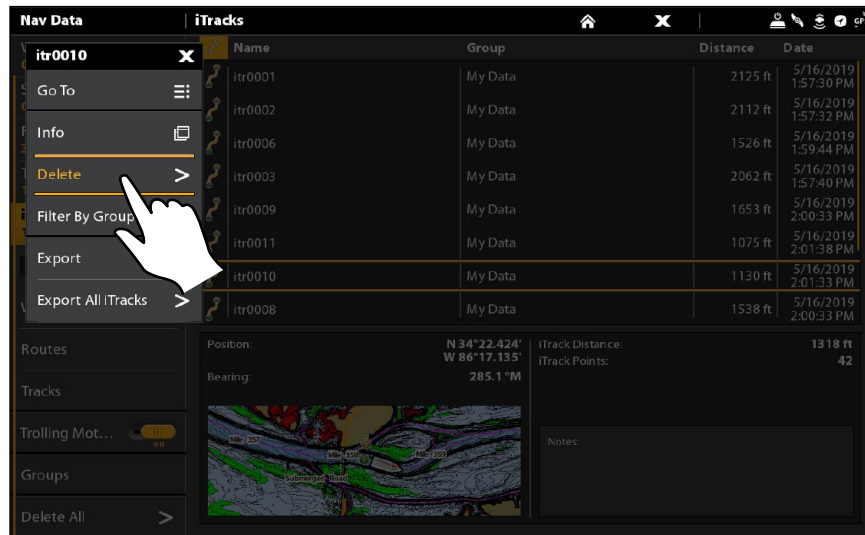 Nav Data
iTracks
Name Group Distance Date
itr0010 X
Go To
Info
Delete >
Filter By Group
Export
Export All iTracks >
itr0001 My Data 2125 ft 5/16/2019
1:57:30 PM
itr0002 My Data 2112 ft 5/16/2019
1:57:32 PM
itr0006 My Data 1526 ft 5/16/2019
1:59:44 PM
itr0003 My Data 2062 ft 5/16/2019
1:57:40 PM
itr0009 My Data 1653 ft 5/16/2019
2:00:33 PM
itr0011 My Data 1075 ft 5/16/2019
2:01:38 PM
itr0010 My Data 1130 ft 5/16/2019
2:01:33 PM
itr0008 My Data 1538 ft 5/16/2019
2:00:33 PM
Routes
Tracks
Trolling Mot... ON
Groups
Delete All >
Position: N 34°22.424'
W 86°17.135'
Bearing: 285.1 °M
iTrack Distance: 1318 ft
iTrack Points: 42
Notes:
Mile 357
Mile 358
Mile 359
Submerged Road